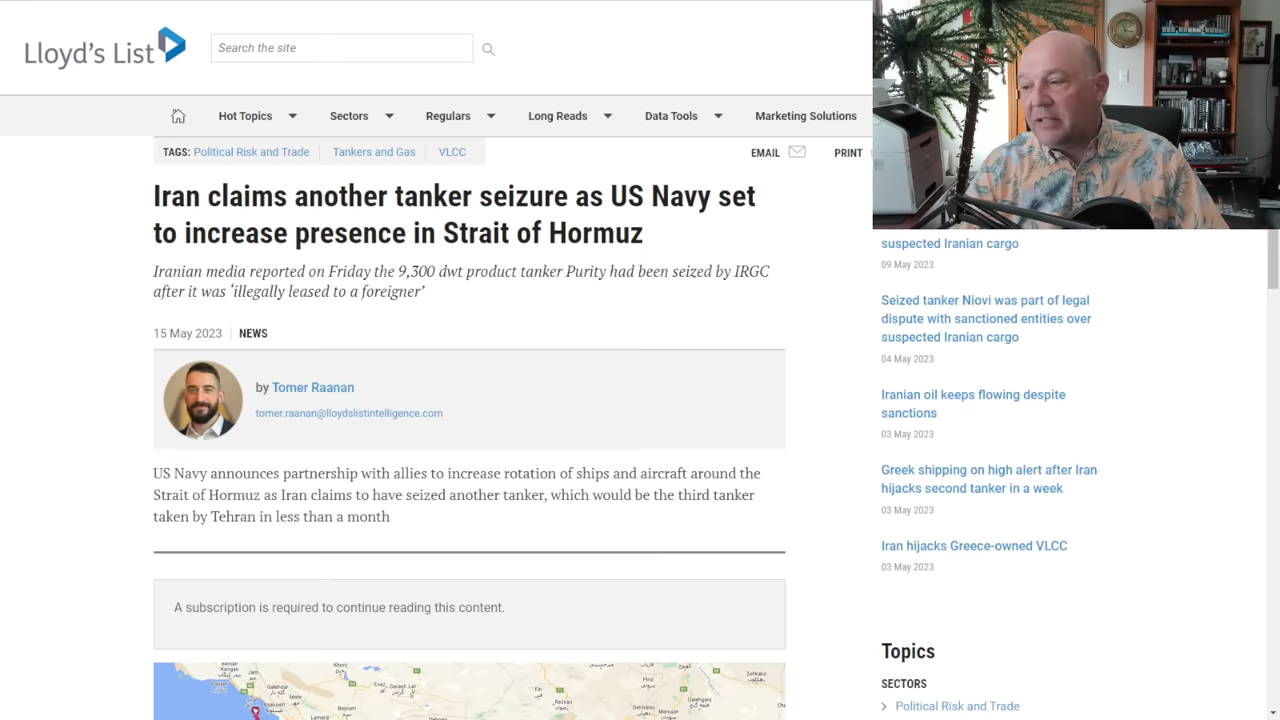 Lloyd's List
Search the site
Hot Topics
Sectors
Regulars
Long Reads
Data Tools
Marketing Solutions
TAGS: Political Risk and Trade
Tankers and Gas
VLCC
EMAIL
PRINT
Iran claims another tanker seizure as US Navy set
to increase presence in Strait of Hormuz
Iranian media reported on Friday the 9,300 dwt product tanker Purity had been seized by IRGC
after it was ‘illegally leased to a foreigner’
15 May 2023
NEWS
by Tomer Raanan
tomer.raanan@lloydslistintelligence.com
US Navy announces partnership with allies to increase rotation of ships and aircraft around the
Strait of Hormuz as Iran claims to have seized another tanker, which would be the third tanker
taken by Tehran in less than a month
A subscription is required to continue reading this content.
suspected Iranian cargo
09 May 2023
Seized tanker Niovi was part of legal
dispute with sanctioned entities over
suspected Iranian cargo
04 May 2023
Iranian oil keeps flowing despite
sanctions
03 May 2023
Greek shipping on high alert after Iran
hijacks second tanker in a week
03 May 2023
Iran hijacks Greece-owned VLCC
03 May 2023
Topics
SECTORS
Political Risk and Trade